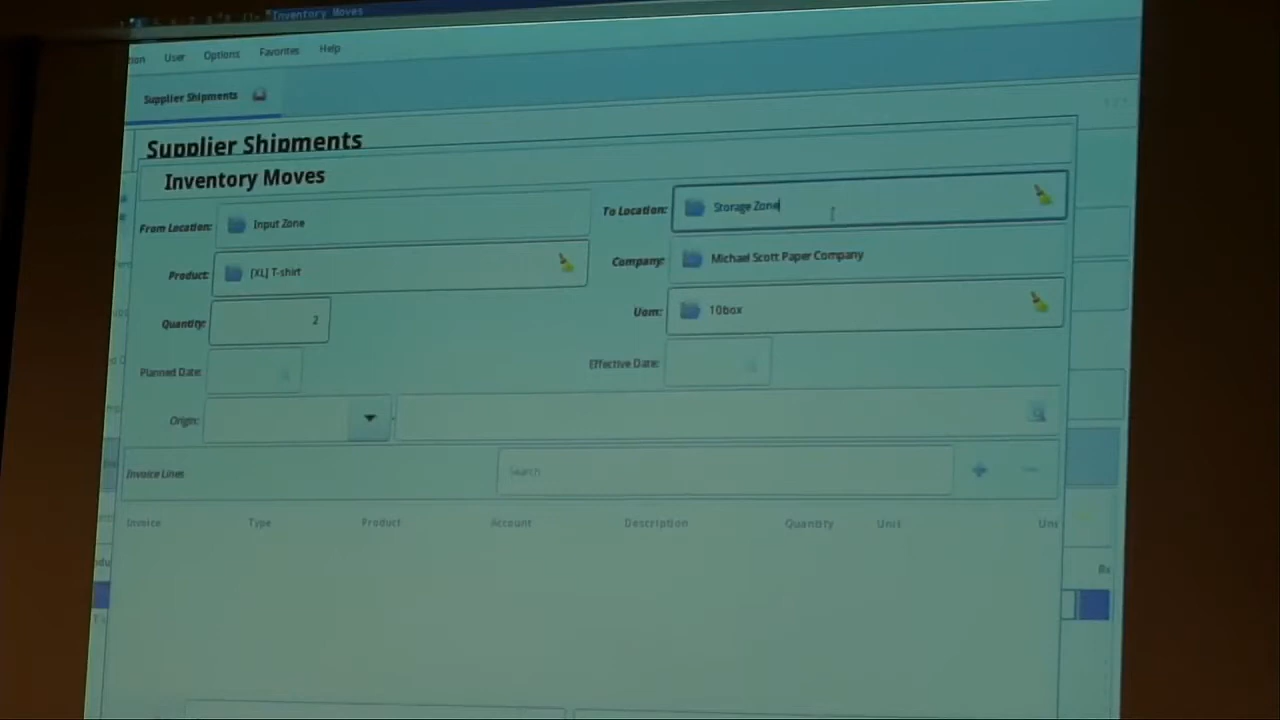 Inventory Moves
User Options Favorites Help
Supplier Shipments
Supplier Shipments
Inventory Moves
From Location: Input Zone
To Location: Storage Zone
Product: [XL] T-shirt
Company: Michael Scott Paper Company
Quantity: 2
Uom: 10box
Planned Date:
Effective Date:
Origin:
Invoice Lines Search
Invoice Type Product Account Description Quantity Unit Uni